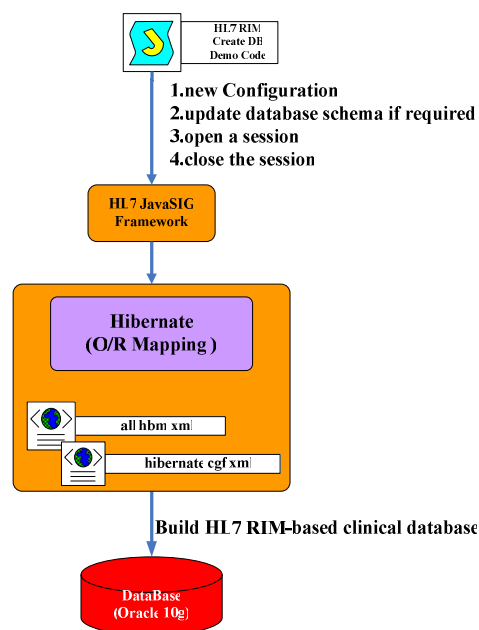 HL7 RIM
Create DB
Demo Code
1.new Configuration
2.update database schema if required
3.open a session
4.close the session
HL7 JavaSIG
Framework
Hibernate
(O/R Mapping )
all hbm xml
hibernate cgf xml
Build HL7 RIM-based clinical database
DataBase
(Oracle 10g)